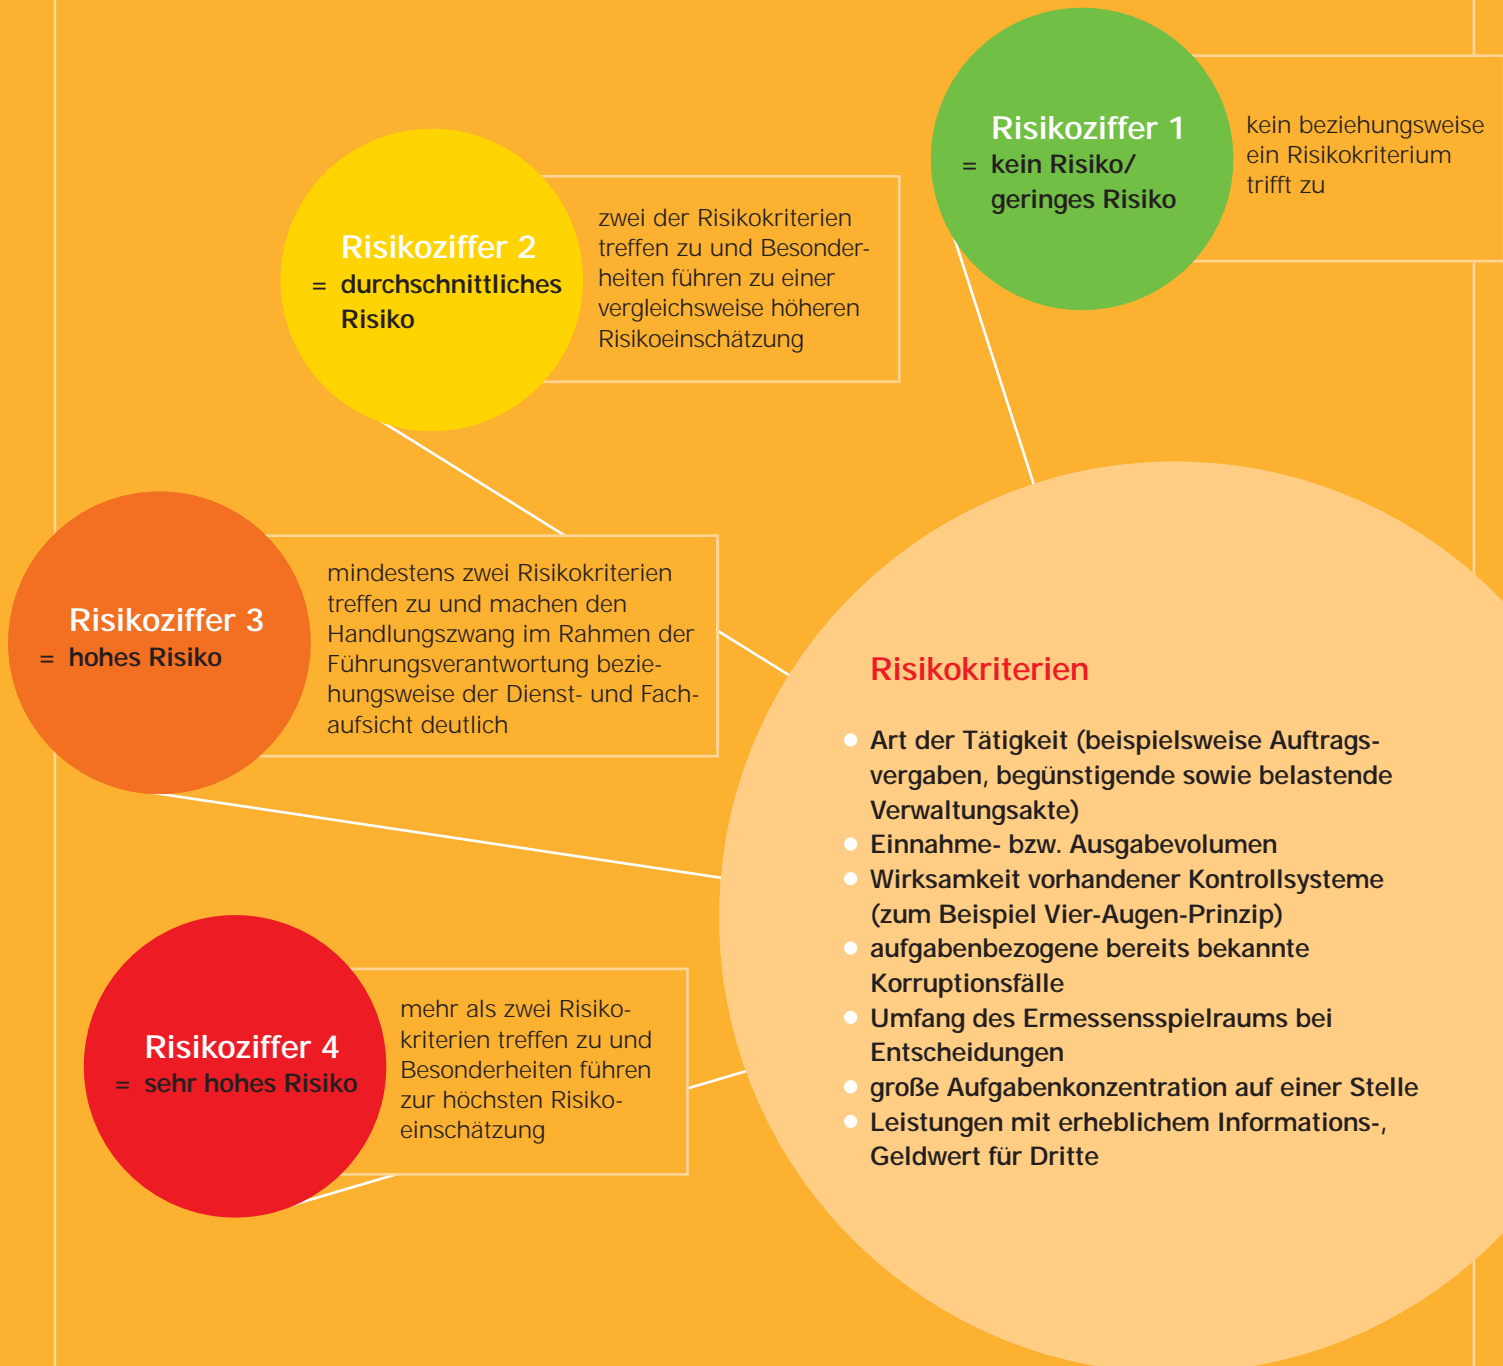 Risikoziffer 1
= kein Risiko/
geringes Risiko
kein beziehungsweise
ein Risikokriterium
trifft zu
Risikoziffer 2
= durchschnittliches
Risiko
zwei der Risikokriterien
treffen zu und Besonder-
heiten führen zu einer
vergleichsweise höheren
Risikoeinschätzung
Risikoziffer 3
= hohes Risiko
mindestens zwei Risikokriterien
treffen zu und machen den
Handlungszwang im Rahmen der
Führungsverantwortung bezie-
hungsweise der Dienst- und Fach-
aufsicht deutlich
Risikoziffer 4
= sehr hohes Risiko
mehr als zwei Risiko-
kriterien treffen zu und
Besonderheiten führen
zur höchsten Risiko-
einschätzung
Risikokriterien
• Art der Tätigkeit (beispielsweise Auftrags-
vergaben, begünstigende sowie belastende
Verwaltungsakte)
• Einnahme- bzw. Ausgabevolumen
• Wirksamkeit vorhandener Kontrollsysteme
(zum Beispiel Vier-Augen-Prinzip)
• aufgabenbezogene bereits bekannte
Korruptionsfälle
• Umfang des Ermessensspielraums bei
Entscheidungen
• große Aufgabenkonzentration auf einer Stelle
• Leistungen mit erheblichem Informations-,
Geldwert für Dritte